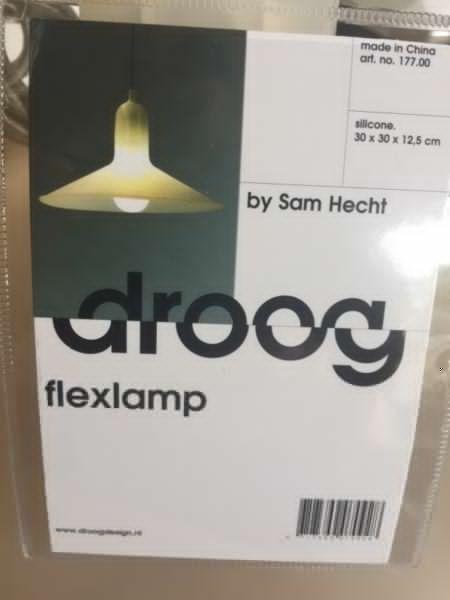 made in China
art. no. 177.00
silicone.
30 x 30 x 12,5 cm
by Sam Hecht
droog
flexlamp
www.droogdesign.nl